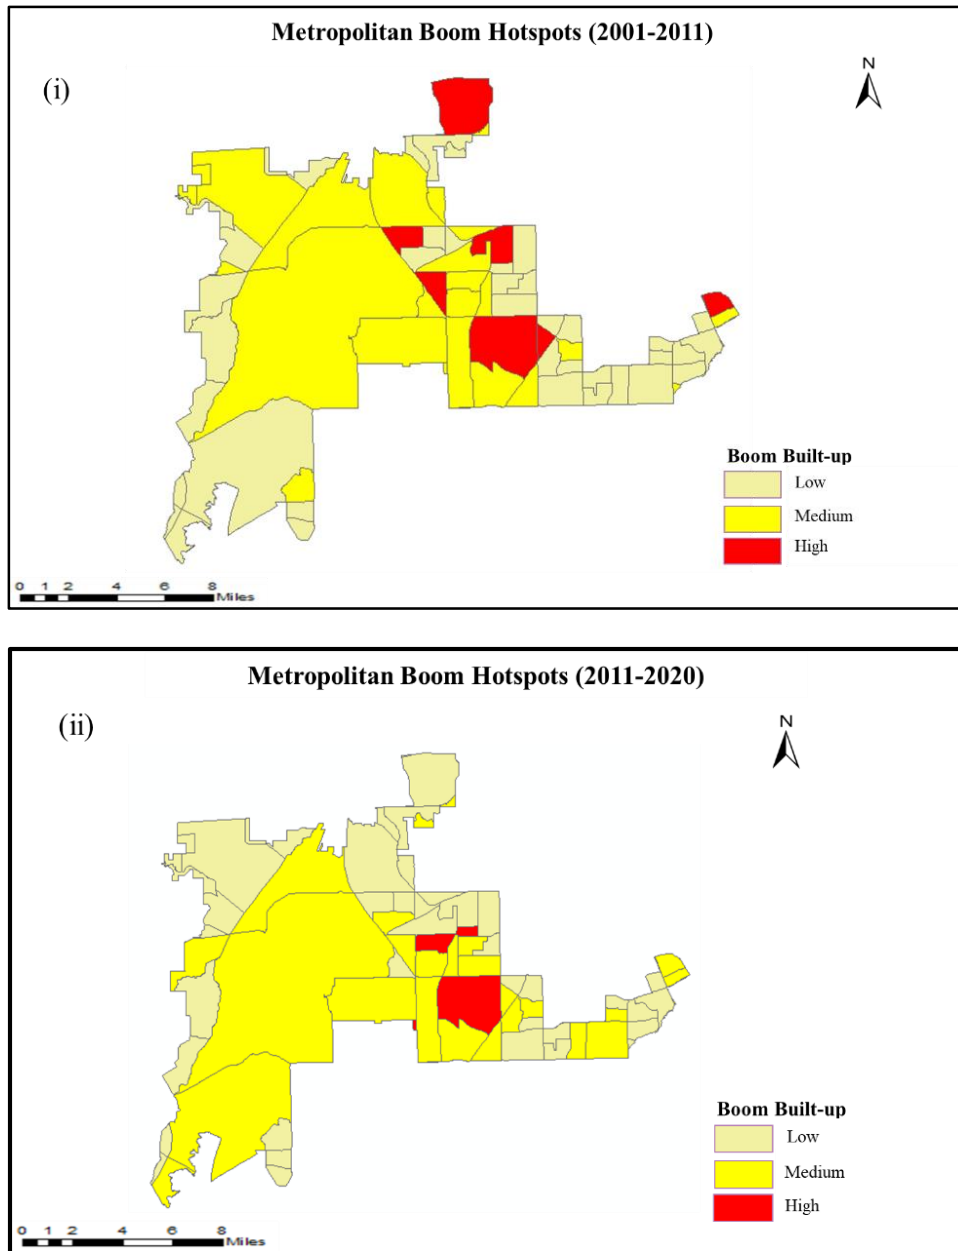 Metropolitan Boom Hotspots (2001-2011)
(i)
N
Boom Built-up
Low
Medium
High
0 1 2 4 6 8
Miles
Metropolitan Boom Hotspots (2011-2020)
(ii)
N
Boom Built-up
Low
Medium
High
0 1 2 4 6 8
Miles